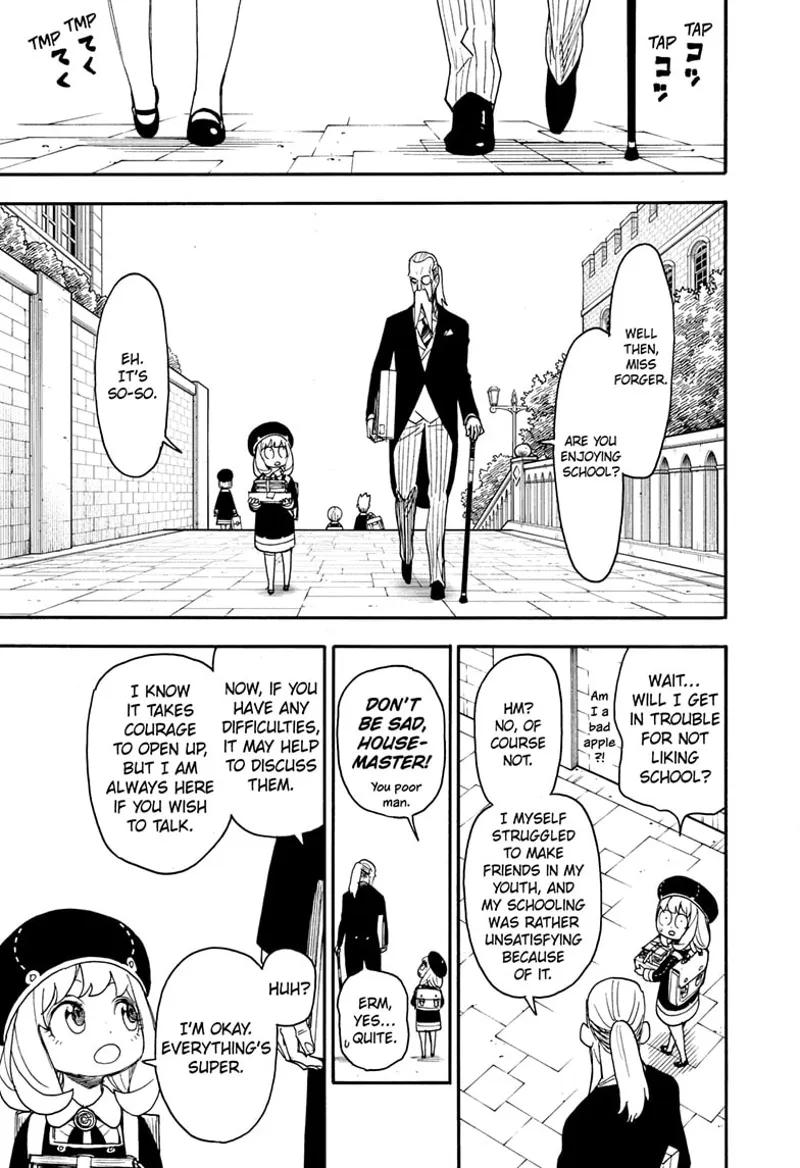 TAP
コツ
TAP
コツ
TMP
てく
TMP
てく
WELL
THEN,
MISS
FORGER.
ARE YOU
ENJOYING
SCHOOL?
EH.
IT'S
SO-SO.
WAIT...
WILL I GET
IN TROUBLE
FOR NOT
LIKING
SCHOOL?
Am
I a
bad
apple
?!
HM?
NO, OF
COURSE
NOT.
I MYSELF
STRUGGLED
TO MAKE
FRIENDS IN MY
YOUTH, AND
MY SCHOOLING
WAS RATHER
UNSATISFYING
BECAUSE
OF IT.
DON'T
BE SAD,
HOUSE-
MASTER!
You poor
man.
ERM,
YES...
QUITE.
NOW, IF YOU
HAVE ANY
DIFFICULTIES,
IT MAY HELP
TO DISCUSS
THEM.
I KNOW
IT TAKES
COURAGE
TO OPEN UP,
BUT I AM
ALWAYS HERE
IF YOU WISH
TO TALK.
HUH?
I'M OKAY.
EVERYTHING'S
SUPER.